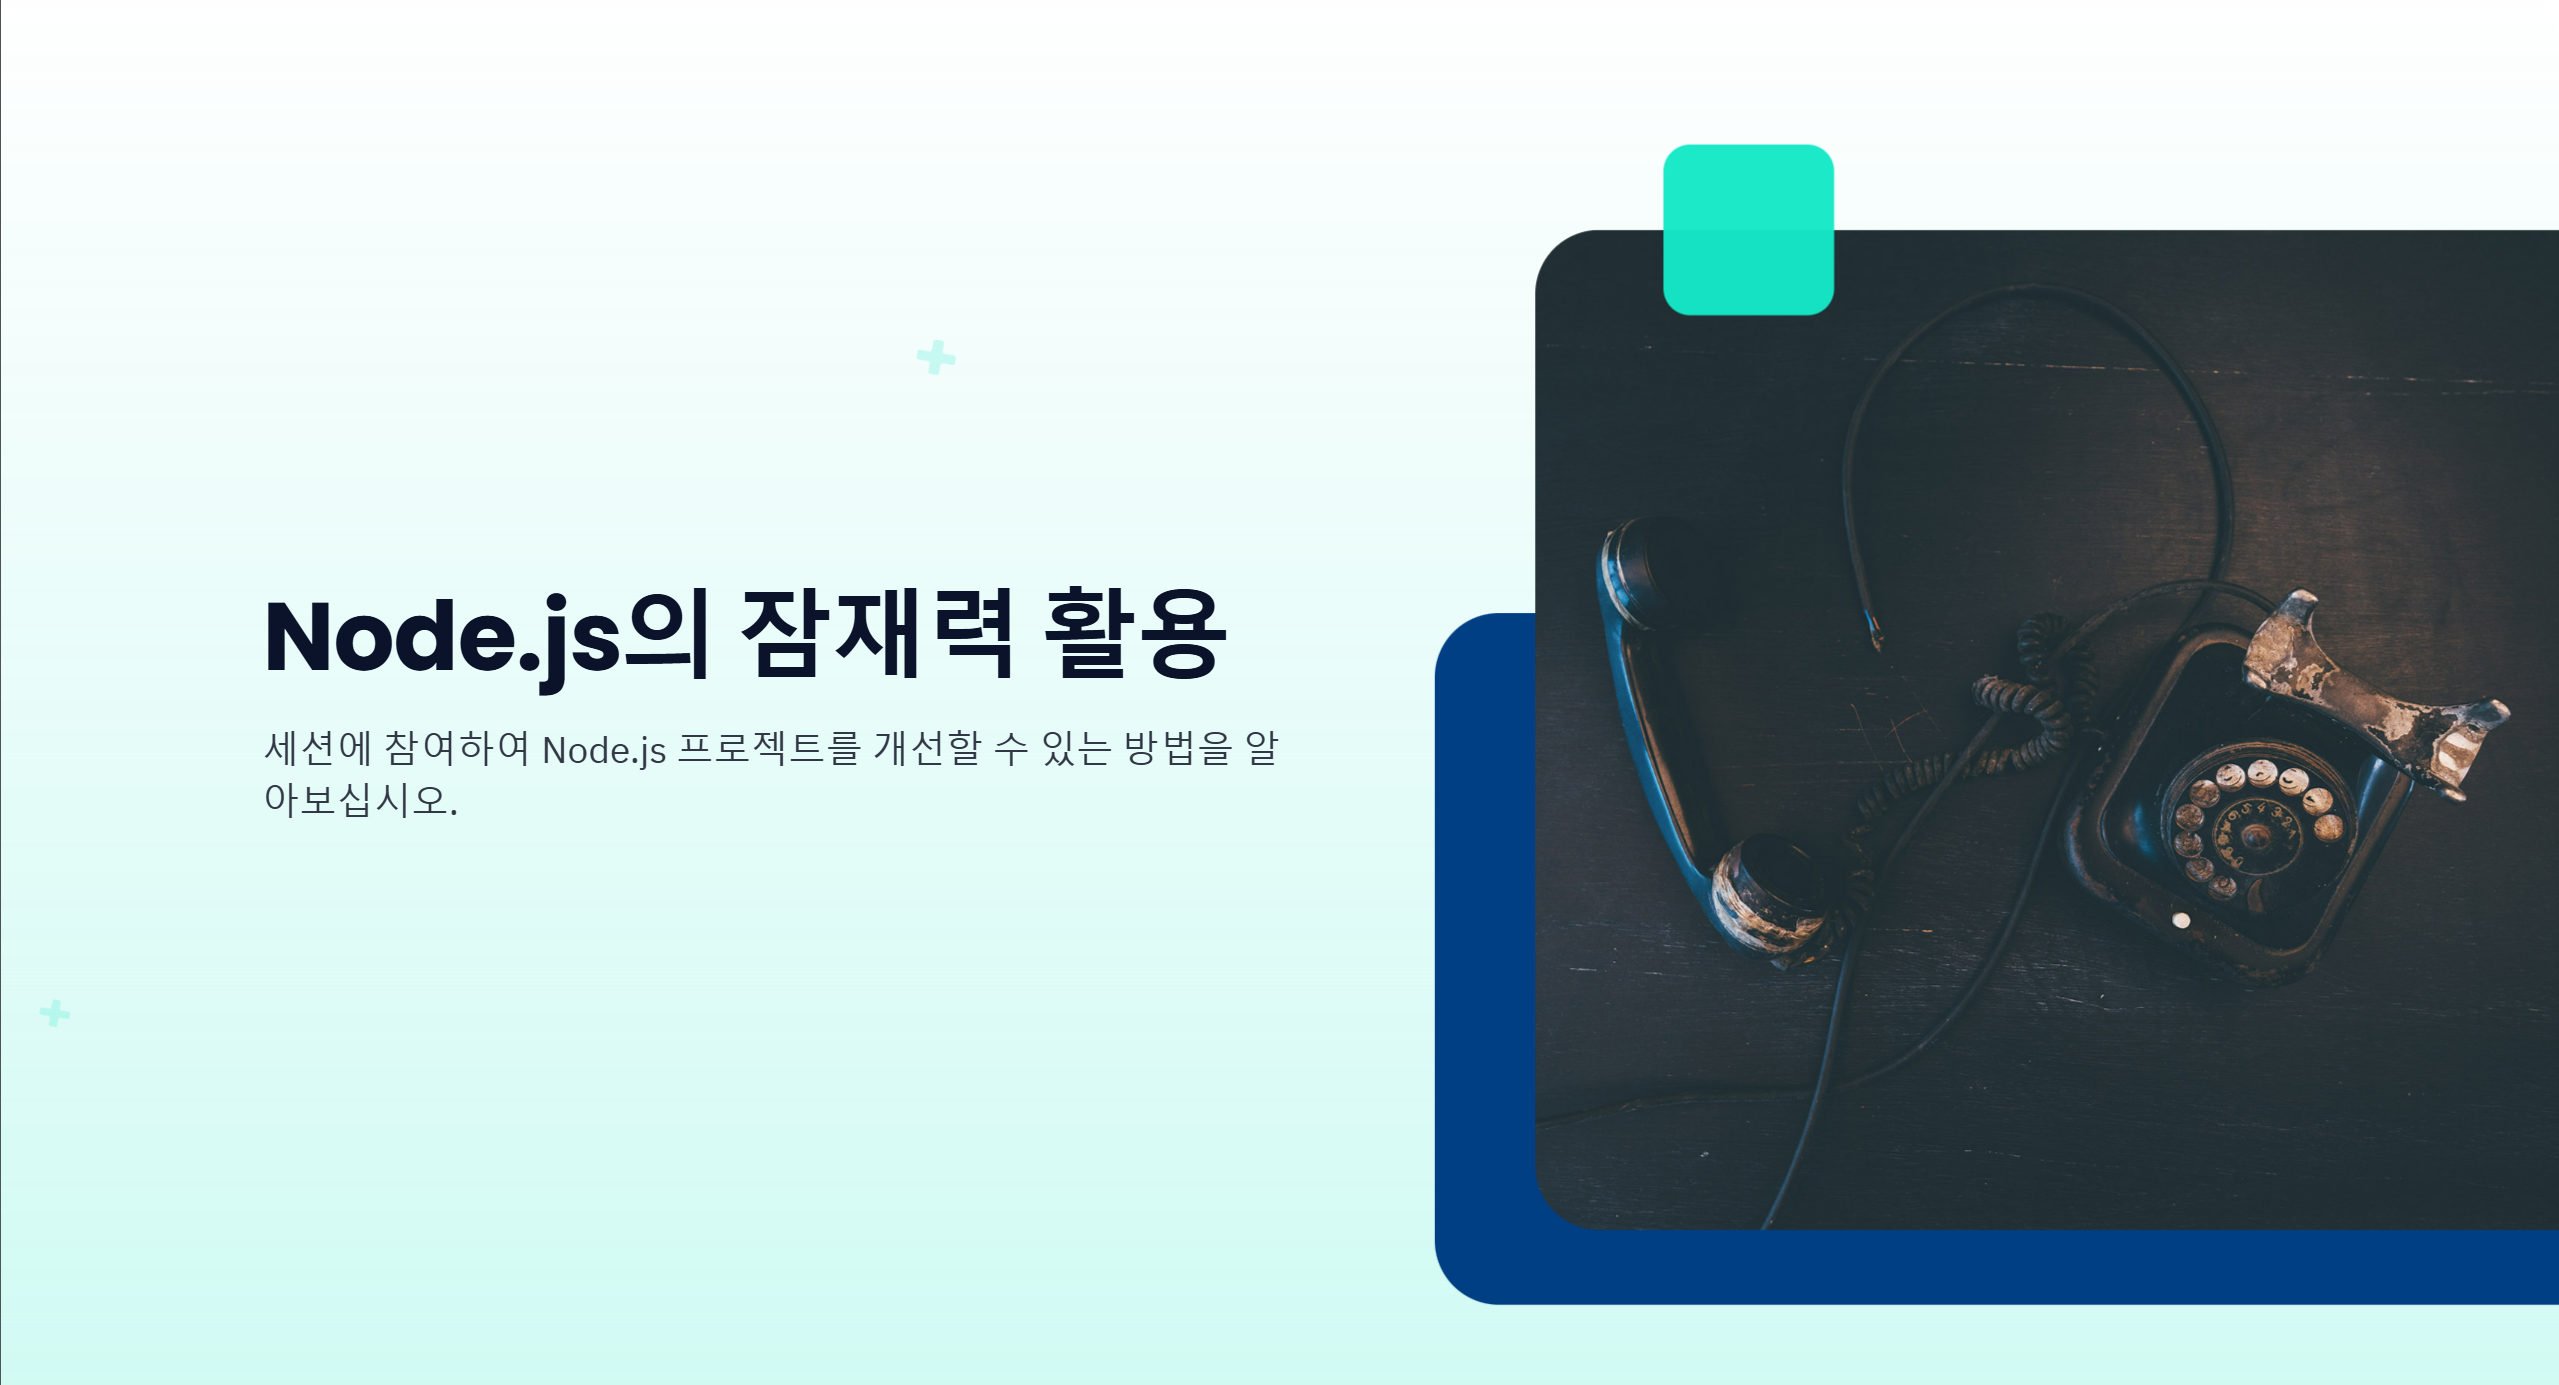 Node.js의 잠재력 활용
세션에 참여하여 Node.js 프로젝트를 개선할 수 있는 방법을 알
아보십시오.